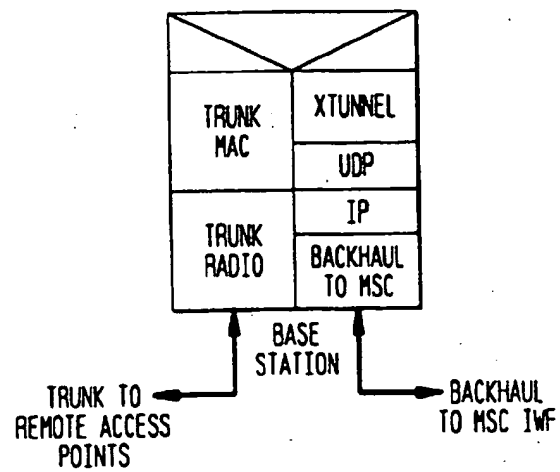 TRUNK
MAC
XTUNNEL
UDP
IP
TRUNK
RADIO
BACKHAUL
TO MSC
BASE
STATION
TRUNK TO
REMOTE ACCESS
POINTS
BACKHAUL
TO MSC IWF